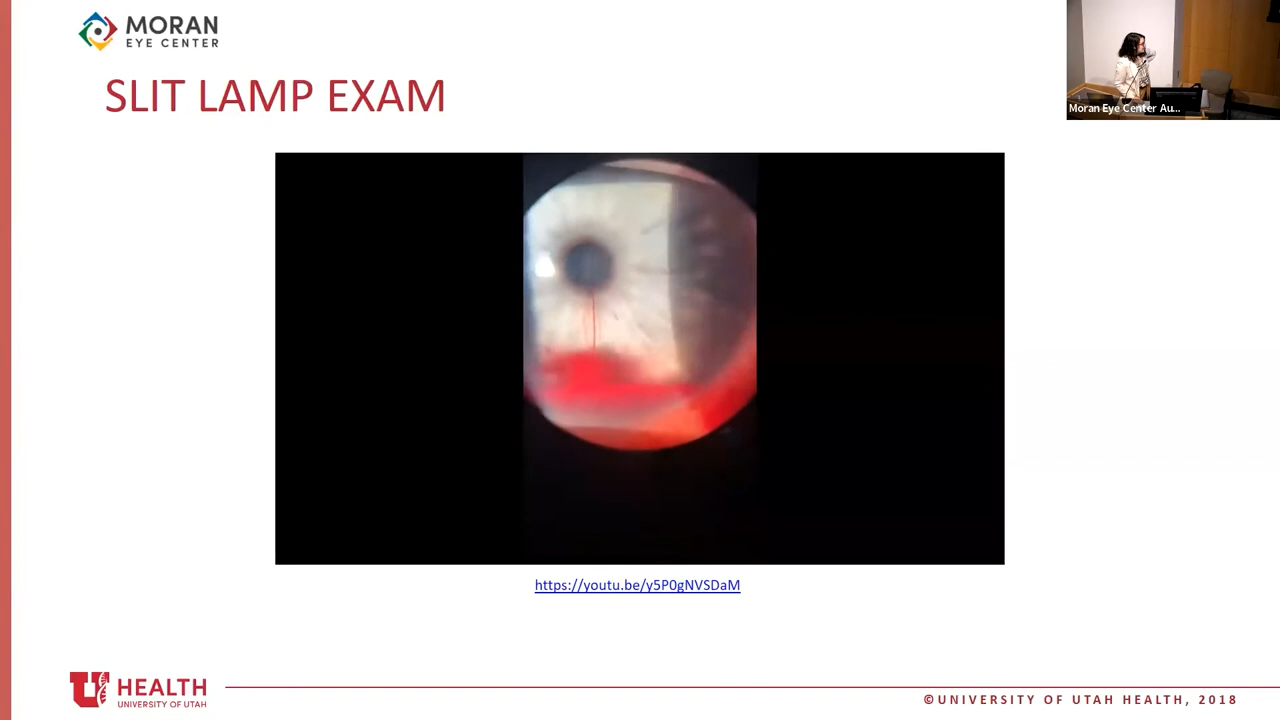 MORAN
EYE CENTER
SLIT LAMP EXAM
Moran Eye Center Au...
https://youtu.be/y5P0gNVSDaM
U HEALTH
UNIVERSITY OF UTAH
©UNIVERSITY OF UTAH HEALTH, 2018